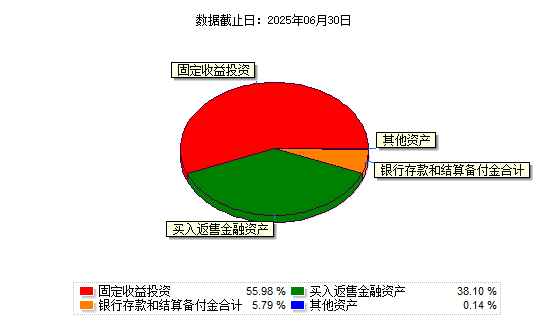 数据截止日：2025年06月30日
固定收益投资
其他资产
银行存款和结算备付金合计
买入返售金融资产
固定收益投资 55.98 % 买入返售金融资产 38.10 %
银行存款和结算备付金合计 5.79 % 其他资产 0.14 %